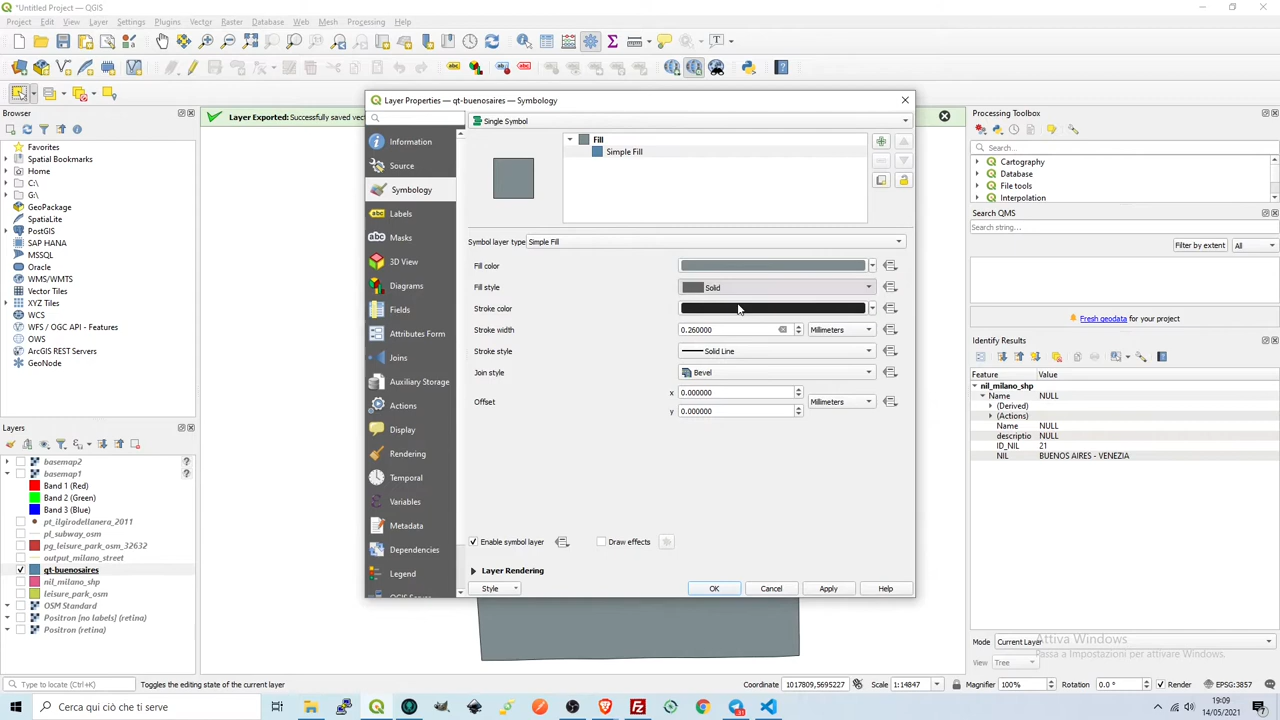 *Untitled Project — QGIS
Project Edit View Layer Settings Plugins Vector Raster Database Web Mesh Processing Help
Browser
Favorites
Spatial Bookmarks
Home
C:\
G:\
GeoPackage
SpatiaLite
PostGIS
SAP HANA
MSSQL
Oracle
WMS/WMTS
Vector Tiles
XYZ Tiles
WCS
WFS / OGC API - Features
OWS
ArcGIS REST Servers
GeoNode
Layers
basemap2 ?
basemap1 ?
Band 1 (Red)
Band 2 (Green)
Band 3 (Blue)
pt_ilgirodellanera_2011
pl_subway_osm
pg_leisure_park_osm_32632
output_milano_street
qt-buenosaires
nil_milano_shp
leisure_park_osm
OSM Standard
Positron [no labels] (retina)
Positron (retina)
Layer Exported: Successfully saved vec
Layer Properties — qt-buenosaires — Symbology
Information
Source
Symbology
abc Labels
abc Masks
3D View
Diagrams
Fields
Attributes Form
Joins
Auxiliary Storage
Actions
Display
Rendering
Temporal
Variables
Metadata
Dependencies
Legend
QGIS Server
Single Symbol
Fill
Simple Fill
Symbol layer type Simple Fill
Fill color
Fill style Solid
Stroke color
Stroke width 0.260000 Millimeters
Stroke style Solid Line
Join style Bevel
Offset x 0.000000 Millimeters
y 0.000000
Enable symbol layer Draw effects
Layer Rendering
Style OK Cancel Apply Help
Processing Toolbox
Search...
Cartography
Database
File tools
Interpolation
Search QMS
Search string...
Filter by extent All
Fresh geodata for your project
Identify Results
Feature Value
nil_milano_shp
Name NULL
(Derived)
(Actions)
Name NULL
descriptio NULL
ID_NIL 21
NIL BUENOS AIRES - VENEZIA
Mode Current Layer
View Tree
Attiva Windows
Passa a Impostazioni per attivare Windows.
Type to locate (Ctrl+K) Toggles the editing state of the current layer Coordinate 1017809,5695227 Scale 1:14847 Magnifier 100% Rotation 0.0 ° Render EPSG:3857
Cerca qui ciò che ti serve
19:09
14/05/2021